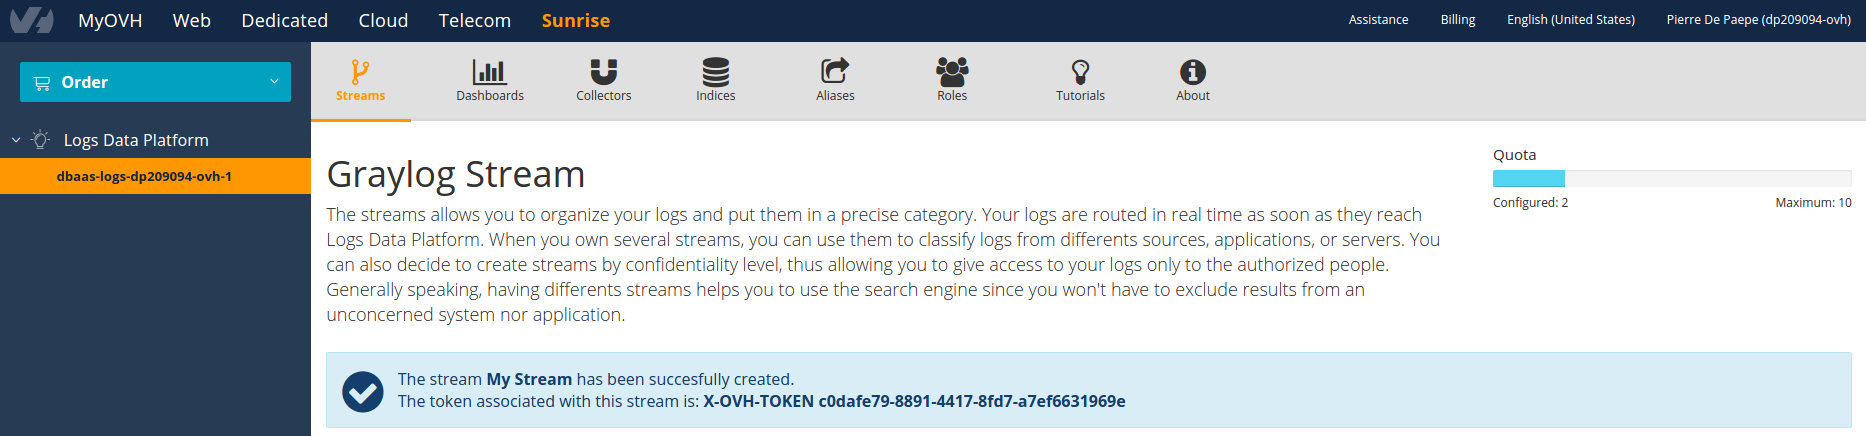 MyOVH Web Dedicated Cloud Telecom Sunrise Assistance Billing English (United States) Pierre De Paepe (dp209094-ovh)
Order
Streams Dashboards Collectors Indices Aliases Roles Tutorials About
Logs Data Platform
dbaas-logs-dp209094-ovh-1
Graylog Stream
The streams allows you to organize your logs and put them in a precise category. Your logs are routed in real time as soon as they reach
Logs Data Platform. When you own several streams, you can use them to classify logs from differents sources, applications, or servers. You
can also decide to create streams by confidentiality level, thus allowing you to give access to your logs only to the authorized people.
Generally speaking, having differents streams helps you to use the search engine since you won't have to exclude results from an
unconcerned system nor application.
Quota
Configured: 2 Maximum: 10
The stream My Stream has been succesfully created.
The token associated with this stream is: X-OVH-TOKEN c0dafe79-8891-4417-8fd7-a7ef6631969e